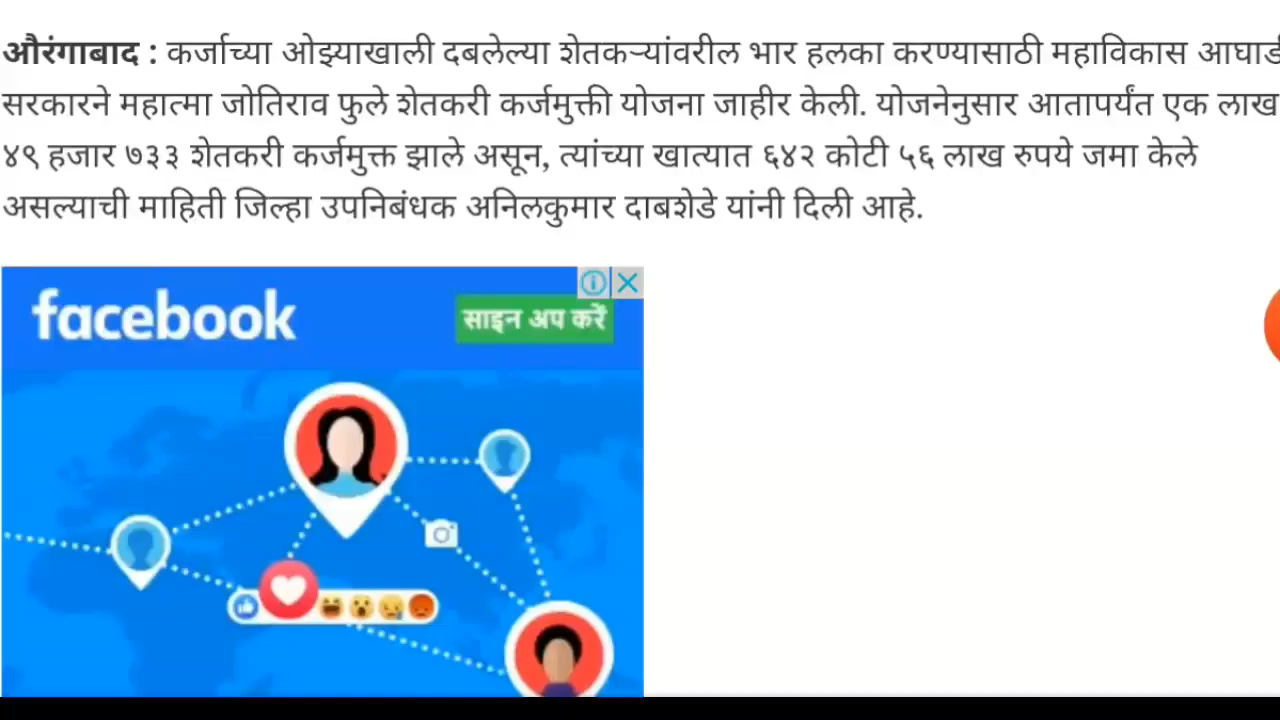 औरंगाबाद : कर्जाच्या ओझ्याखाली दबलेल्या शेतकऱ्यांवरील भार हलका करण्यासाठी महाविकास आघाडी
सरकारने महात्मा जोतिराव फुले शेतकरी कर्जमुक्ती योजना जाहीर केली. योजनेनुसार आतापर्यंत एक लाख
४९ हजार ७३३ शेतकरी कर्जमुक्त झाले असून, त्यांच्या खात्यात ६४२ कोटी ५६ लाख रुपये जमा केले
असल्याची माहिती जिल्हा उपनिबंधक अनिलकुमार दाबशेडे यांनी दिली आहे.
facebook
साइन अप करें